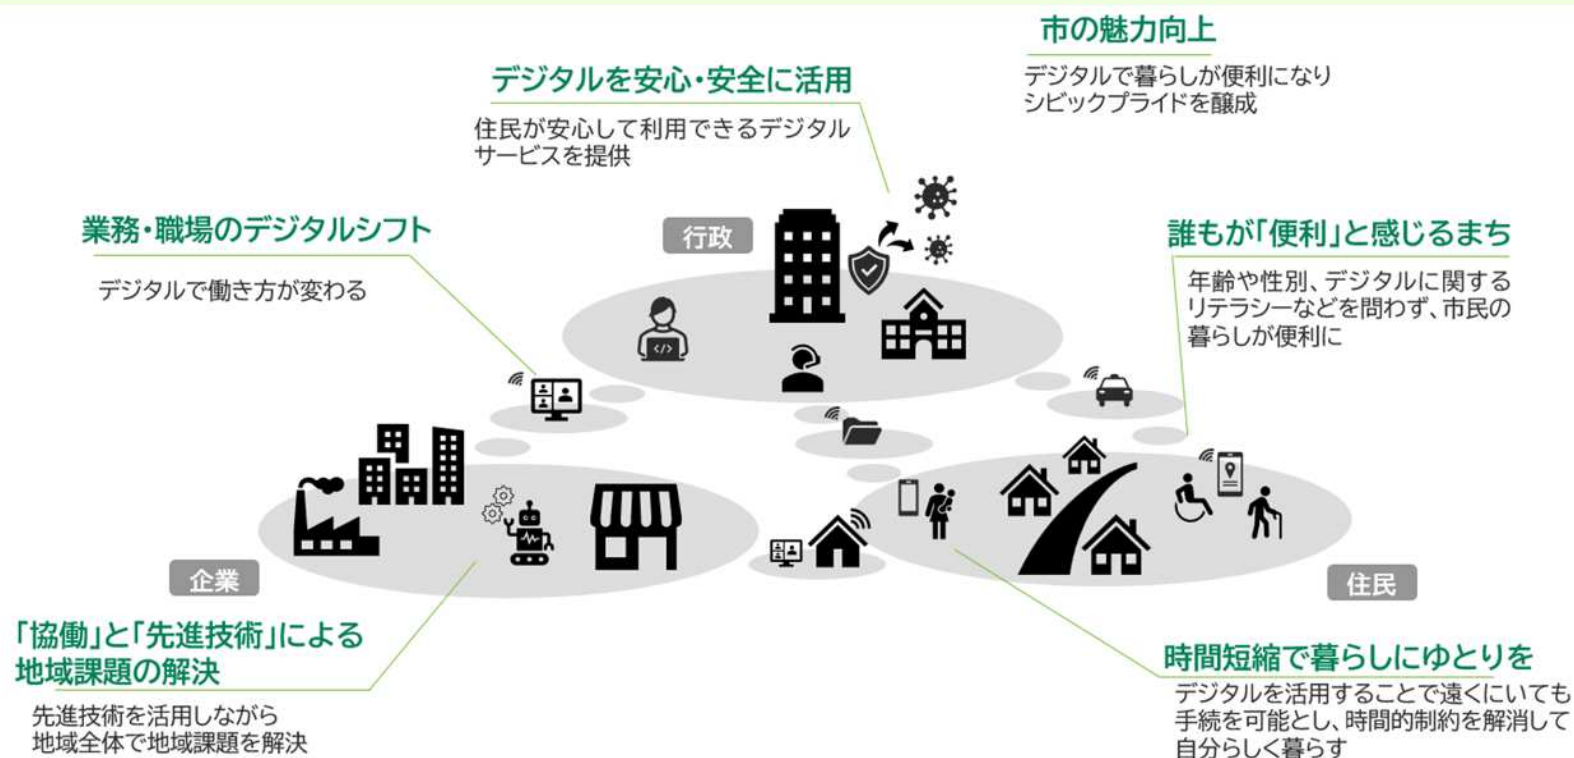 市の魅力向上
デジタルで暮らしが便利になり
シビックプライドを醸成
デジタルを安心・安全に活用
住民が安心して利用できるデジタル
サービスを提供
業務・職場のデジタルシフト
デジタルで働き方が変わる
行政
誰もが「便利」と感じるまち
年齢や性別、デジタルに関する
リテラシーなどを問わず、市民の
暮らしが便利に
</>
企業
住民
「協働」と「先進技術」による
地域課題の解決
先進技術を活用しながら
地域全体で地域課題を解決
時間短縮で暮らしにゆとりを
デジタルを活用することで遠くにいても
手続を可能とし、時間的制約を解消して
自分らしく暮らす